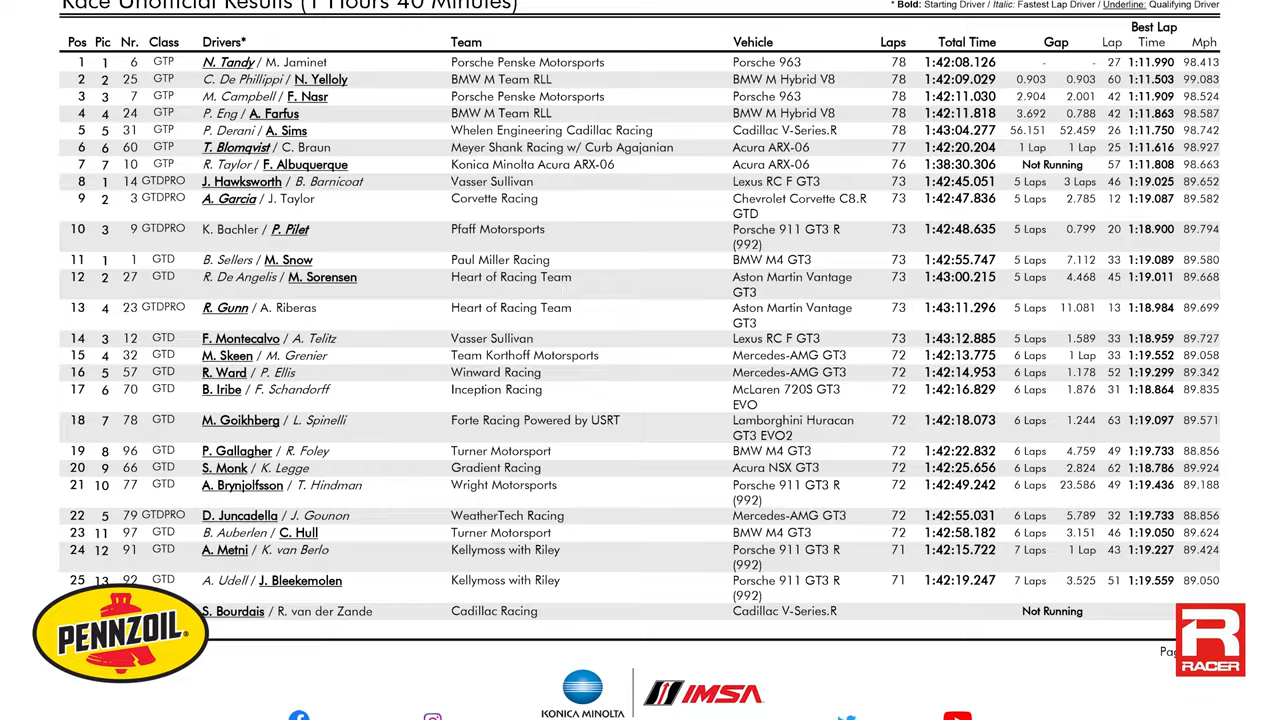 Race Unofficial Results (1 Hours 40 Minutes)
* Bold: Starting Driver / Italic: Fastest Lap Driver / Underline: Qualifying Driver
Best Lap
Pos Pic Nr. Class Drivers* Team Vehicle Laps Total Time Gap Lap Time Mph
1 1 6 GTP N. Tandy / M. Jaminet Porsche Penske Motorsports Porsche 963 78 1:42:08.126 - - 27 1:11.990 98.413
2 2 25 GTP C. De Phillippi / N. Yelloly BMW M Team RLL BMW M Hybrid V8 78 1:42:09.029 0.903 0.903 60 1:11.503 99.083
3 3 7 GTP M. Campbell / F. Nasr Porsche Penske Motorsports Porsche 963 78 1:42:11.030 2.904 2.001 42 1:11.909 98.524
4 4 24 GTP P. Eng / A. Farfus BMW M Team RLL BMW M Hybrid V8 78 1:42:11.818 3.692 0.788 42 1:11.863 98.587
5 5 31 GTP P. Derani / A. Sims Whelen Engineering Cadillac Racing Cadillac V-Series.R 78 1:43:04.277 56.151 52.459 26 1:11.750 98.742
6 6 60 GTP T. Blomqvist / C. Braun Meyer Shank Racing w/ Curb Agajanian Acura ARX-06 77 1:42:20.204 1 Lap 1 Lap 25 1:11.616 98.927
7 7 10 GTP R. Taylor / F. Albuquerque Konica Minolta Acura ARX-06 Acura ARX-06 76 1:38:30.306 Not Running 57 1:11.808 98.663
8 1 14 GTDPRO J. Hawksworth / B. Barnicoat Vasser Sullivan Lexus RC F GT3 73 1:42:45.051 5 Laps 3 Laps 46 1:19.025 89.652
9 2 3 GTDPRO A. Garcia / J. Taylor Corvette Racing Chevrolet Corvette C8.R 73 1:42:47.836 5 Laps 2.785 12 1:19.087 89.582
GTD
10 3 9 GTDPRO K. Bachler / P. Pilet Pfaff Motorsports Porsche 911 GT3 R 73 1:42:48.635 5 Laps 0.799 20 1:18.900 89.794
(992)
11 1 1 GTD B. Sellers / M. Snow Paul Miller Racing BMW M4 GT3 73 1:42:55.747 5 Laps 7.112 33 1:19.089 89.580
12 2 27 GTD R. De Angelis / M. Sorensen Heart of Racing Team Aston Martin Vantage 73 1:43:00.215 5 Laps 4.468 45 1:19.011 89.668
GT3
13 4 23 GTDPRO R. Gunn / A. Riberas Heart of Racing Team Aston Martin Vantage 73 1:43:11.296 5 Laps 11.081 13 1:18.984 89.699
GT3
14 3 12 GTD F. Montecalvo / A. Telitz Vasser Sullivan Lexus RC F GT3 73 1:43:12.885 5 Laps 1.589 33 1:18.959 89.727
15 4 32 GTD M. Skeen / M. Grenier Team Korthoff Motorsports Mercedes-AMG GT3 72 1:42:13.775 6 Laps 1 Lap 33 1:19.552 89.058
16 5 57 GTD R. Ward / P. Ellis Winward Racing Mercedes-AMG GT3 72 1:42:14.953 6 Laps 1.178 52 1:19.299 89.342
17 6 70 GTD B. Iribe / F. Schandorff Inception Racing McLaren 720S GT3 72 1:42:16.829 6 Laps 1.876 31 1:18.864 89.835
EVO
18 7 78 GTD M. Goikhberg / L. Spinelli Forte Racing Powered by USRT Lamborghini Huracan 72 1:42:18.073 6 Laps 1.244 63 1:19.097 89.571
GT3 EVO2
19 8 96 GTD P. Gallagher / R. Foley Turner Motorsport BMW M4 GT3 72 1:42:22.832 6 Laps 4.759 49 1:19.733 88.856
20 9 66 GTD S. Monk / K. Legge Gradient Racing Acura NSX GT3 72 1:42:25.656 6 Laps 2.824 62 1:18.786 89.924
21 10 77 GTD A. Brynjolfsson / T. Hindman Wright Motorsports Porsche 911 GT3 R 72 1:42:49.242 6 Laps 23.586 49 1:19.436 89.188
(992)
22 5 79 GTDPRO D. Juncadella / J. Gounon WeatherTech Racing Mercedes-AMG GT3 72 1:42:55.031 6 Laps 5.789 32 1:19.733 88.856
23 11 97 GTD B. Auberlen / C. Hull Turner Motorsport BMW M4 GT3 72 1:42:58.182 6 Laps 3.151 46 1:19.050 89.624
24 12 91 GTD A. Metni / K. van Berlo Kellymoss with Riley Porsche 911 GT3 R 71 1:42:15.722 7 Laps 1 Lap 43 1:19.227 89.424
(992)
25 13 92 GTD A. Udell / J. Bleekemolen Kellymoss with Riley Porsche 911 GT3 R 71 1:42:19.247 7 Laps 3.525 51 1:19.559 89.050
(992)
S. Bourdais / R. van der Zande Cadillac Racing Cadillac V-Series.R Not Running
PENNZOIL
R
RACER
KONICA MINOLTA
IMSA